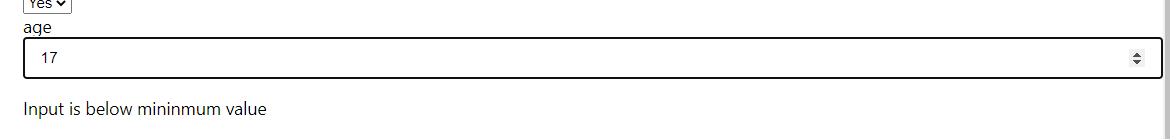 Yes
age
17
Input is below mininmum value